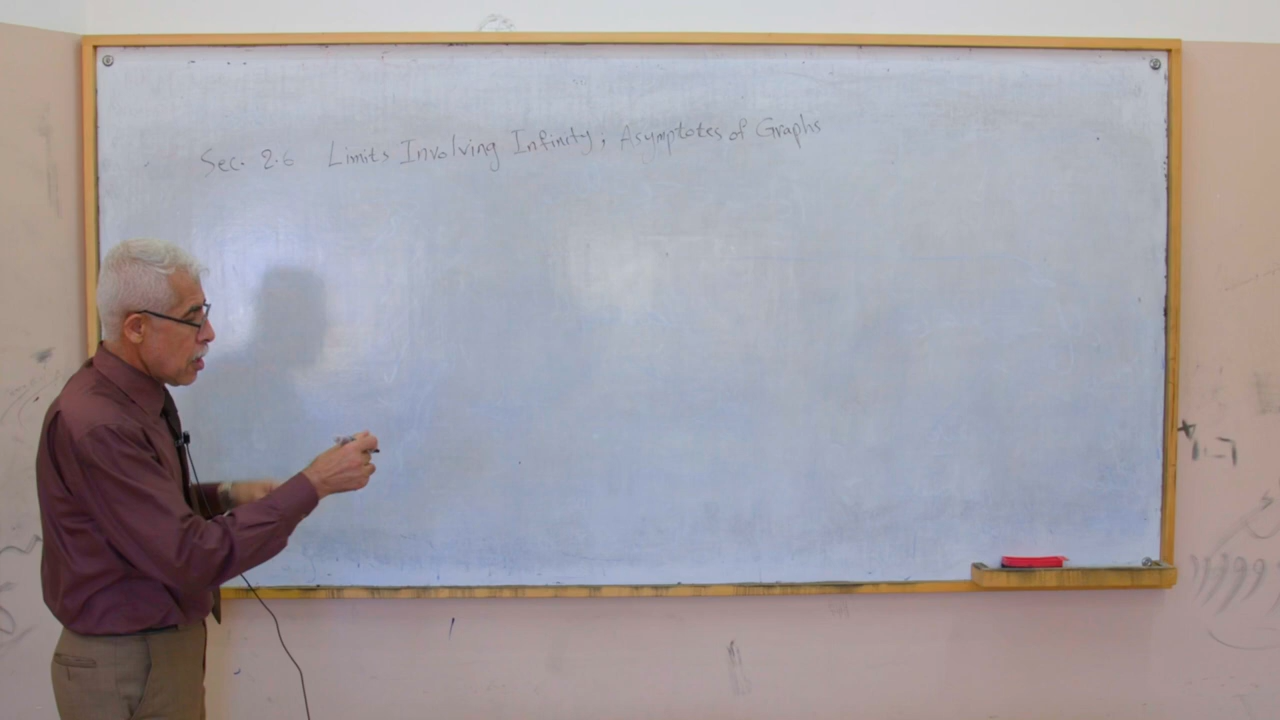 Sec. 2.6 Limits Involving Infinity; Asymptotes of Graphs